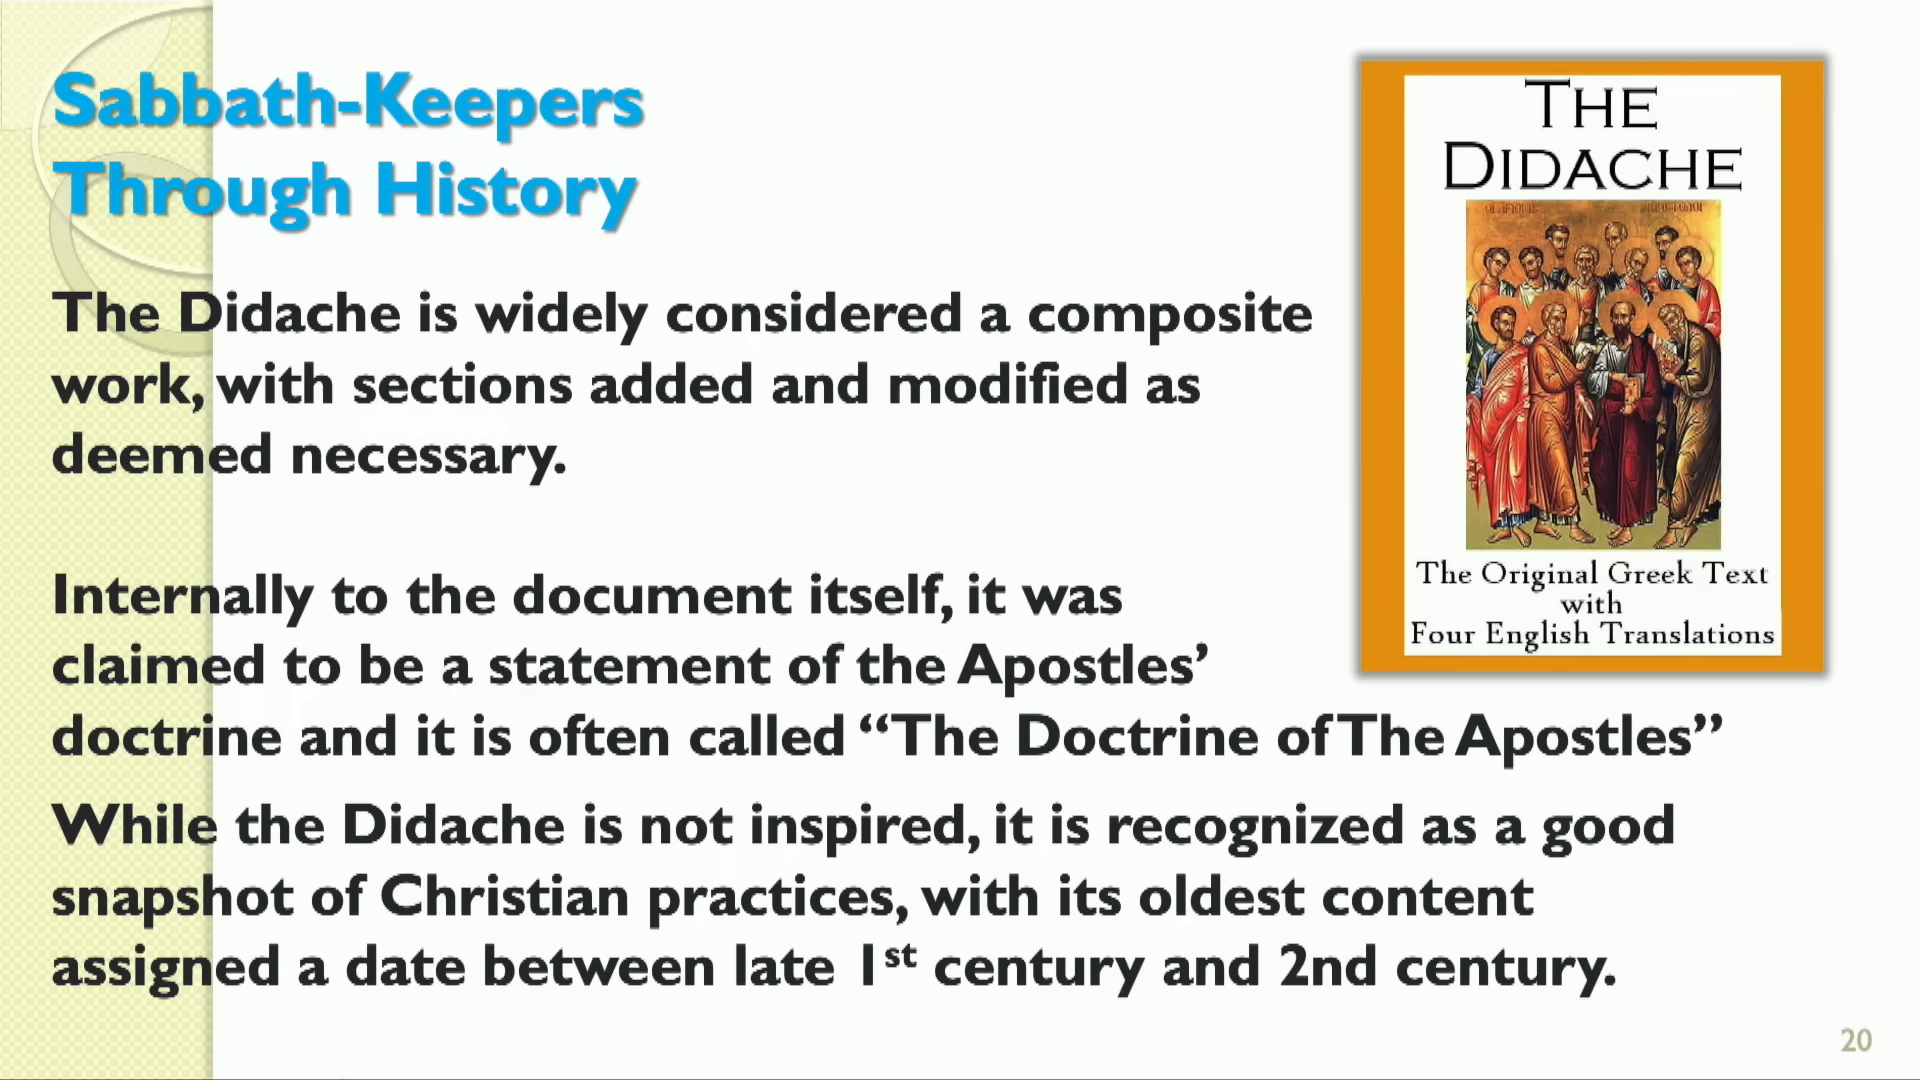 Sabbath-Keepers
Through History
The Didache is widely considered a composite
work, with sections added and modified as
deemed necessary.
Internally to the document itself, it was
claimed to be a statement of the Apostles’
doctrine and it is often called “The Doctrine of The Apostles”
While the Didache is not inspired, it is recognized as a good
snapshot of Christian practices, with its oldest content
assigned a date between late 1st century and 2nd century.
THE
DIDACHE
The Original Greek Text
with
Four English Translations
20